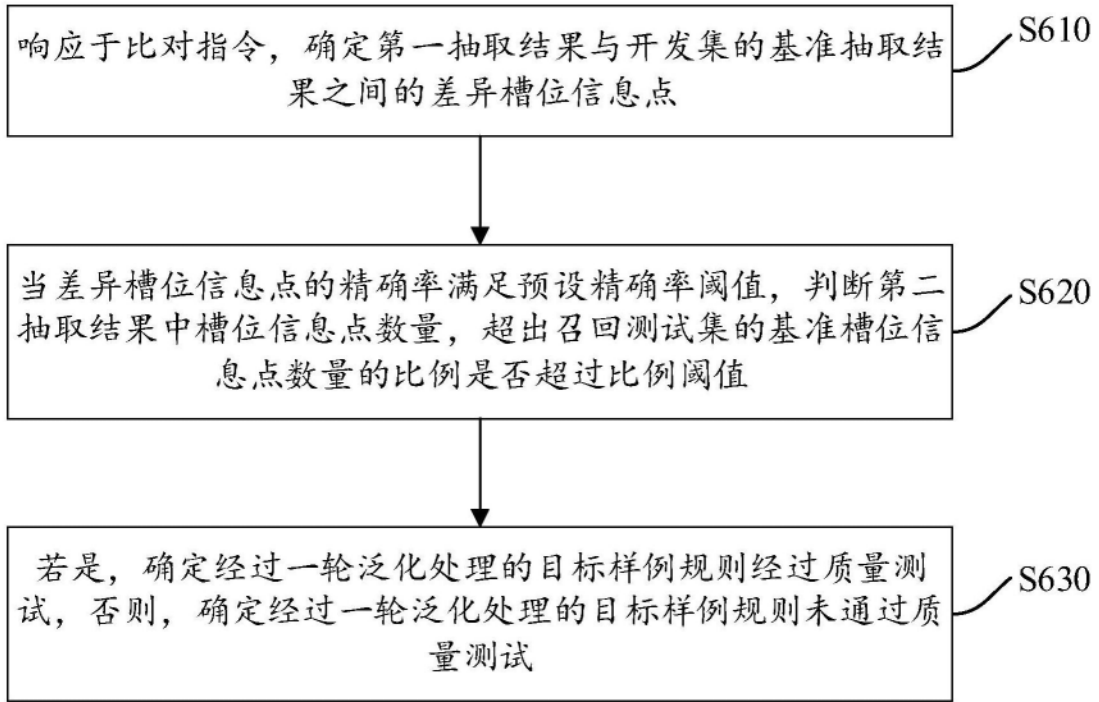 响应于比对指令，确定第一抽取结果与开发集的基准抽取结
果之间的差异槽位信息点
S610
当差异槽位信息点的精确率满足预设精确率阈值，判断第二
抽取结果中槽位信息点数量，超出召回测试集的基准槽位信
息点数量的比例是否超过比例阈值
S620
若是，确定经过一轮泛化处理的目标样例规则经过质量测
试，否则，确定经过一轮泛化处理的目标样例规则未通过质
量测试
S630